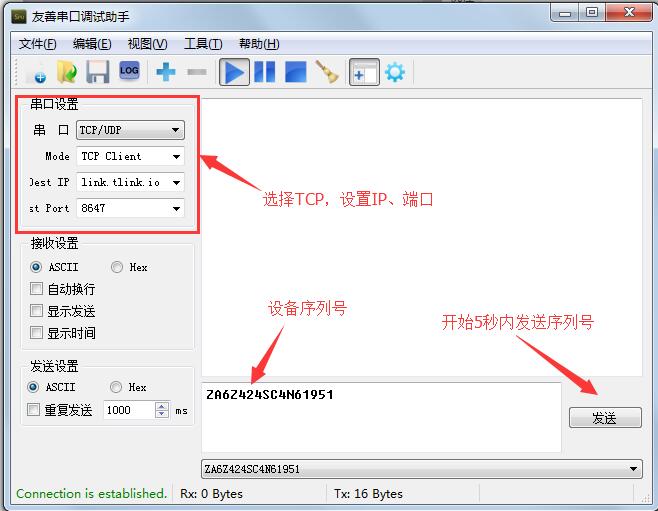 友善串口调试助手
文件(F) 编辑(E) 视图(V) 工具(T) 帮助(H)
LOG
串口设置
串 口 TCP/UDP
Mode TCP Client
Dest IP link.tlink.io
st Port 8647
选择TCP，设置IP、端口
接收设置
ASCII Hex
自动换行
显示发送
显示时间
设备序列号
开始5秒内发送序列号
发送设置
ASCII Hex
重复发送 1000 ms
ZA6Z424SC4N61951
发送
ZA6Z424SC4N61951
Connection is established. Rx: 0 Bytes Tx: 16 Bytes